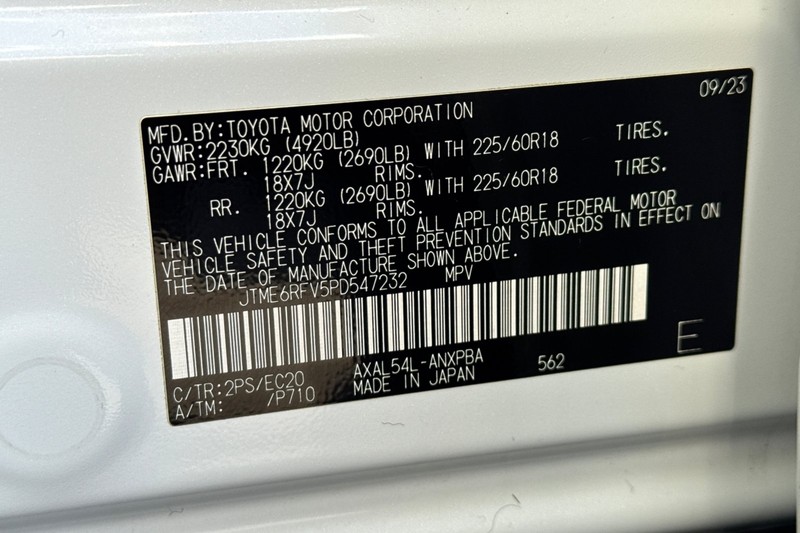 09/23
MFD.BY:TOYOTA MOTOR CORPORATION
GVWR:2230KG (4920LB)
GAWR:FRT. 1220KG (2690LB) WITH 225/60R18 TIRES.
18X7J RIMS.
RR. 1220KG (2690LB) WITH 225/60R18 TIRES.
18X7J RIMS.
THIS VEHICLE CONFORMS TO ALL APPLICABLE FEDERAL MOTOR
VEHICLE SAFETY AND THEFT PREVENTION STANDARDS IN EFFECT ON
THE DATE OF MANUFACTURE SHOWN ABOVE.
JTME6RFV5PD547232 MPV
C/TR:2PS/EC20 AXAL54L-ANXPBA 562 E
A/TM: /P710 MADE IN JAPAN